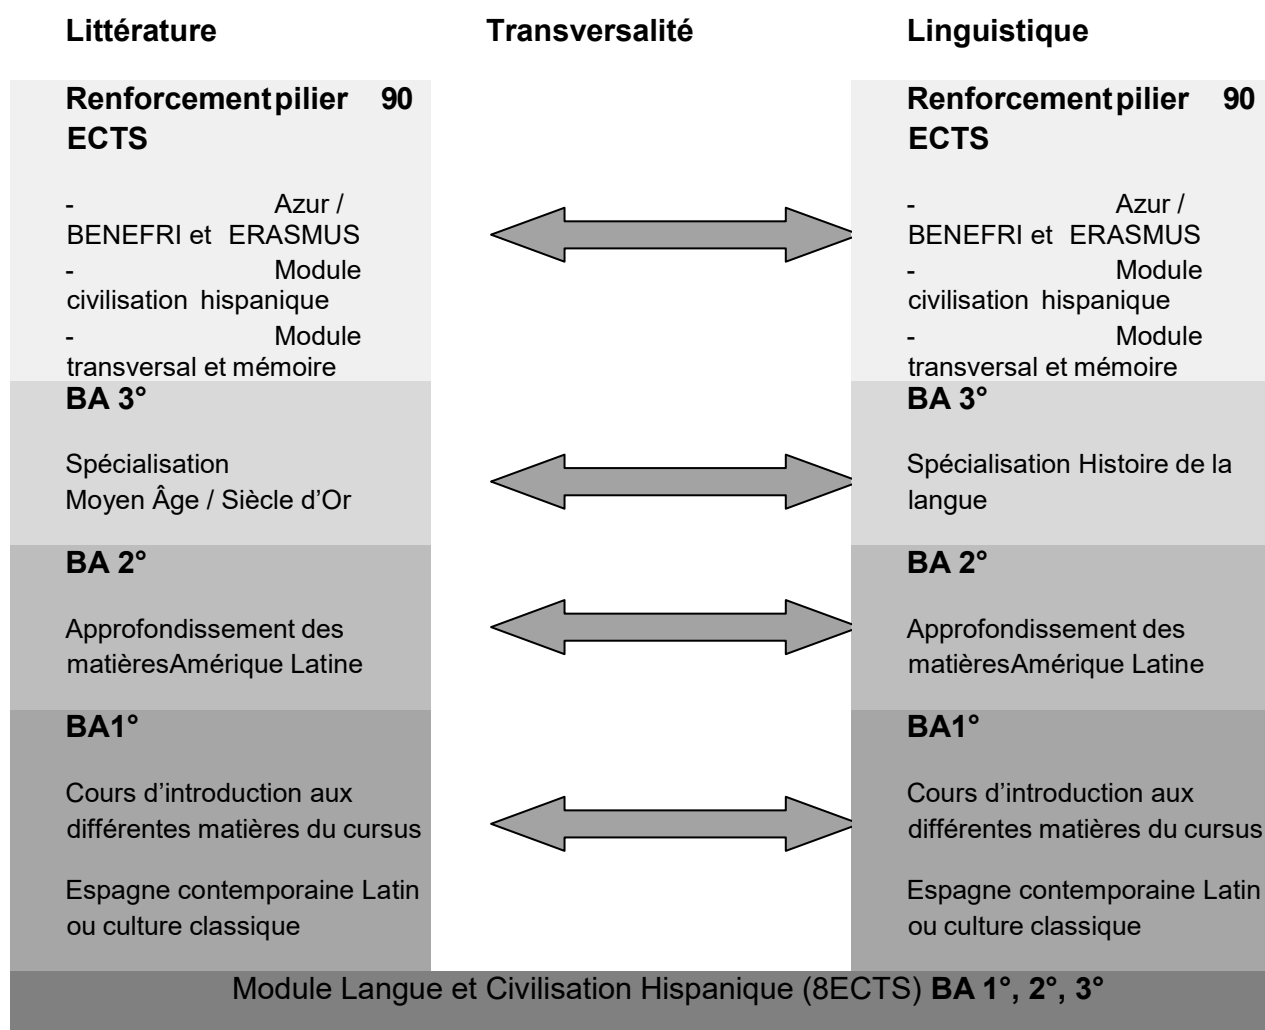 Littérature
Transversalité
Linguistique
Renforcement pilier 90
ECTS
- Azur /
BENEFRI et ERASMUS
- Module
civilisation hispanique
- Module
transversal et mémoire
BA 3°
Spécialisation
Moyen Âge / Siècle d’Or
BA 2°
Approfondissement des
matièresAmérique Latine
BA1°
Cours d’introduction aux
différentes matières du cursus
Espagne contemporaine Latin
ou culture classique
Renforcement pilier 90
ECTS
- Azur /
BENEFRI et ERASMUS
- Module
civilisation hispanique
- Module
transversal et mémoire
BA 3°
Spécialisation Histoire de la
langue
BA 2°
Approfondissement des
matièresAmérique Latine
BA1°
Cours d’introduction aux
différentes matières du cursus
Espagne contemporaine Latin
ou culture classique
Module Langue et Civilisation Hispanique (8ECTS) BA 1°, 2°, 3°